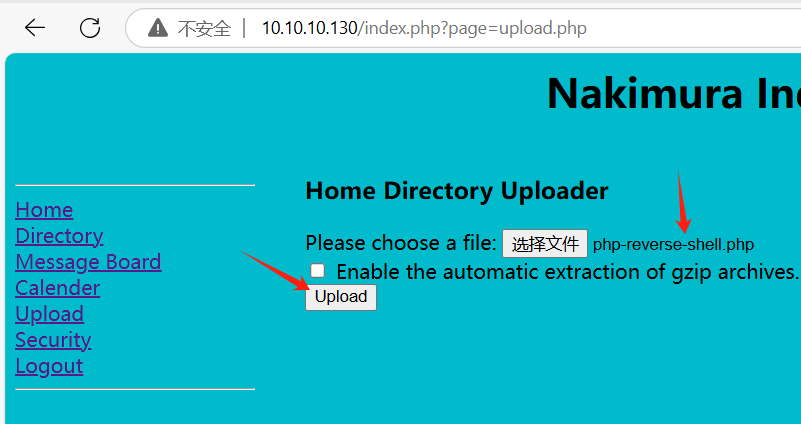 不安全 | 10.10.10.130/index.php?page=upload.php
Nakimura In
Home Directory Uploader
Home
Directory
Message Board
Calender
Upload
Security
Logout
Please choose a file: 选择文件 php-reverse-shell.php
Enable the automatic extraction of gzip archives.
Upload